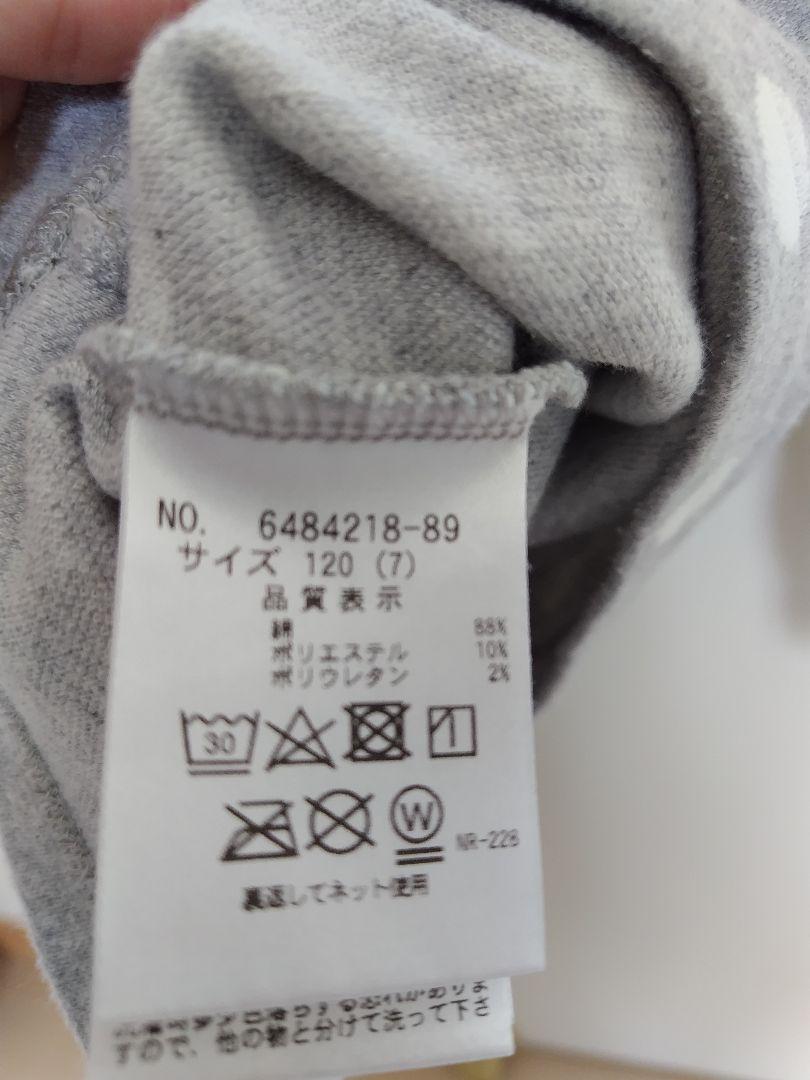 NO. 6484218-89
サイズ 120 (7)
品質表示
綿 88%
ポリエステル 10%
ポリウレタン 2%
30
W
NR-228
裏返してネット使用
すので、他の物と分けて洗って下さ